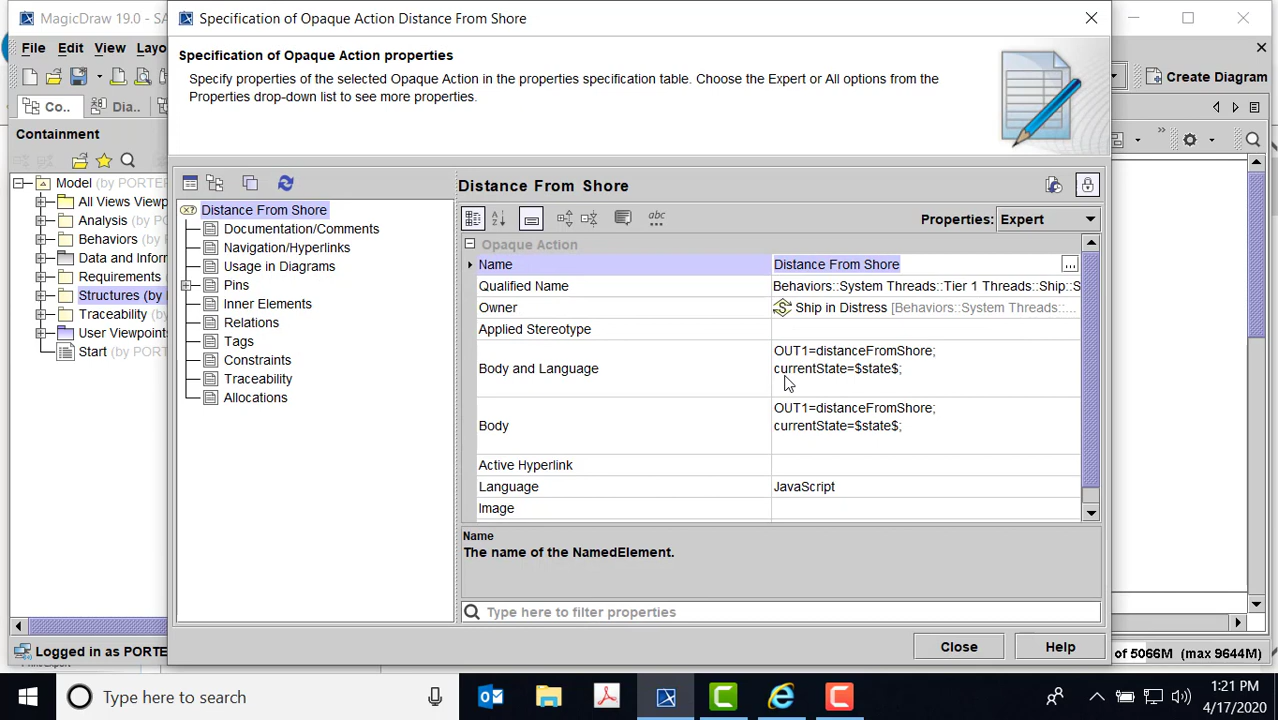 MagicDraw 19.0 - SA
Specification of Opaque Action Distance From Shore
File Edit View Layo
Specification of Opaque Action properties
Specify properties of the selected Opaque Action in the properties specification table. Choose the Expert or All options from the
Properties drop-down list to see more properties.
Create Diagram
Co...
Dia...
Containment
Model (by PORTER
All Views Viewp
Analysis (by PORT
Behaviors (by POR
Data and Inforr
Requirements
Structures (by I
Traceability (by
User Viewpoints
Start (by PORTER
Distance From Shore
Documentation/Comments
Navigation/Hyperlinks
Usage in Diagrams
Pins
Inner Elements
Relations
Tags
Constraints
Traceability
Allocations
Distance From Shore
Properties: Expert
Opaque Action
Name Distance From Shore ...
Qualified Name Behaviors::System Threads::Tier 1 Threads::Ship::S
Owner Ship in Distress [Behaviors::System Threads::...
Applied Stereotype
Body and Language OUT1=distanceFromShore;
currentState=$state$;
Body OUT1=distanceFromShore;
currentState=$state$;
Active Hyperlink
Language JavaScript
Image
Name
The name of the NamedElement.
Type here to filter properties
Close Help
Logged in as PORTE
of 5066M (max 9644M)
Type here to search
1:21 PM
4/17/2020